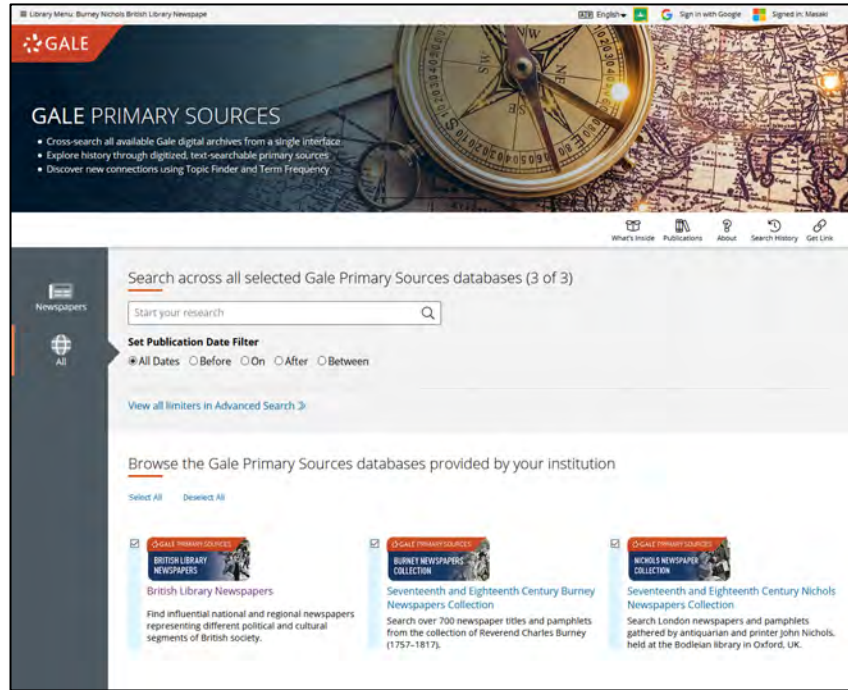 ≡ Library Menu: Burney Nichols British Library Newspape
English
Sign in with Google
Signed in: Masaki
GALE
GALE PRIMARY SOURCES
• Cross-search all available Gale digital archives from a single interface
• Explore history through digitized, text-searchable primary sources
• Discover new connections using Topic Finder and Term Frequency
What's Inside
Publications
About
Search History
Get Link
Newspapers
All
Search across all selected Gale Primary Sources databases (3 of 3)
Start your research
Set Publication Date Filter
All Dates Before On After Between
View all limiters in Advanced Search
Browse the Gale Primary Sources databases provided by your institution
Select All Deselect All
GALE PRIMARY SOURCES
BRITISH LIBRARY
NEWSPAPERS
British Library Newspapers
Find influential national and regional newspapers
representing different political and cultural
segments of British society.
GALE PRIMARY SOURCES
BURNEY NEWSPAPERS
COLLECTION
Seventeenth and Eighteenth Century Burney
Newspapers Collection
Search over 700 newspaper titles and pamphlets
from the collection of Reverend Charles Burney
(1757–1817).
GALE PRIMARY SOURCES
NICHOLS NEWSPAPER
COLLECTION
Seventeenth and Eighteenth Century Nichols
Newspapers Collection
Search London newspapers and pamphlets
gathered by antiquarian and printer John Nichols,
held at the Bodleian library in Oxford, UK.